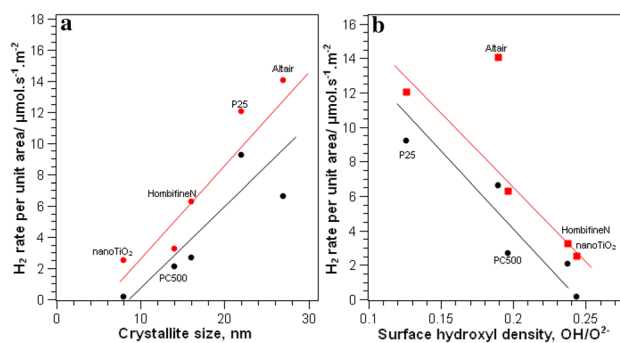 a
H₂ rate per unit area/ µmol.s⁻¹.m⁻²
18
16
14
12
10
8
6
4
2
0
Altair
P25
HombifineN
nanoTiO₂
PC500
0 10 20 30
Crystallite size, nm
b
H₂ rate per unit area/ µmol.s⁻¹.m⁻²
16
14
12
10
8
6
4
2
0
Altair
P25
HombifineN
nanoTiO₂
PC500
0.1 0.15 0.2 0.25
Surface hydroxyl density, OH/O²⁻